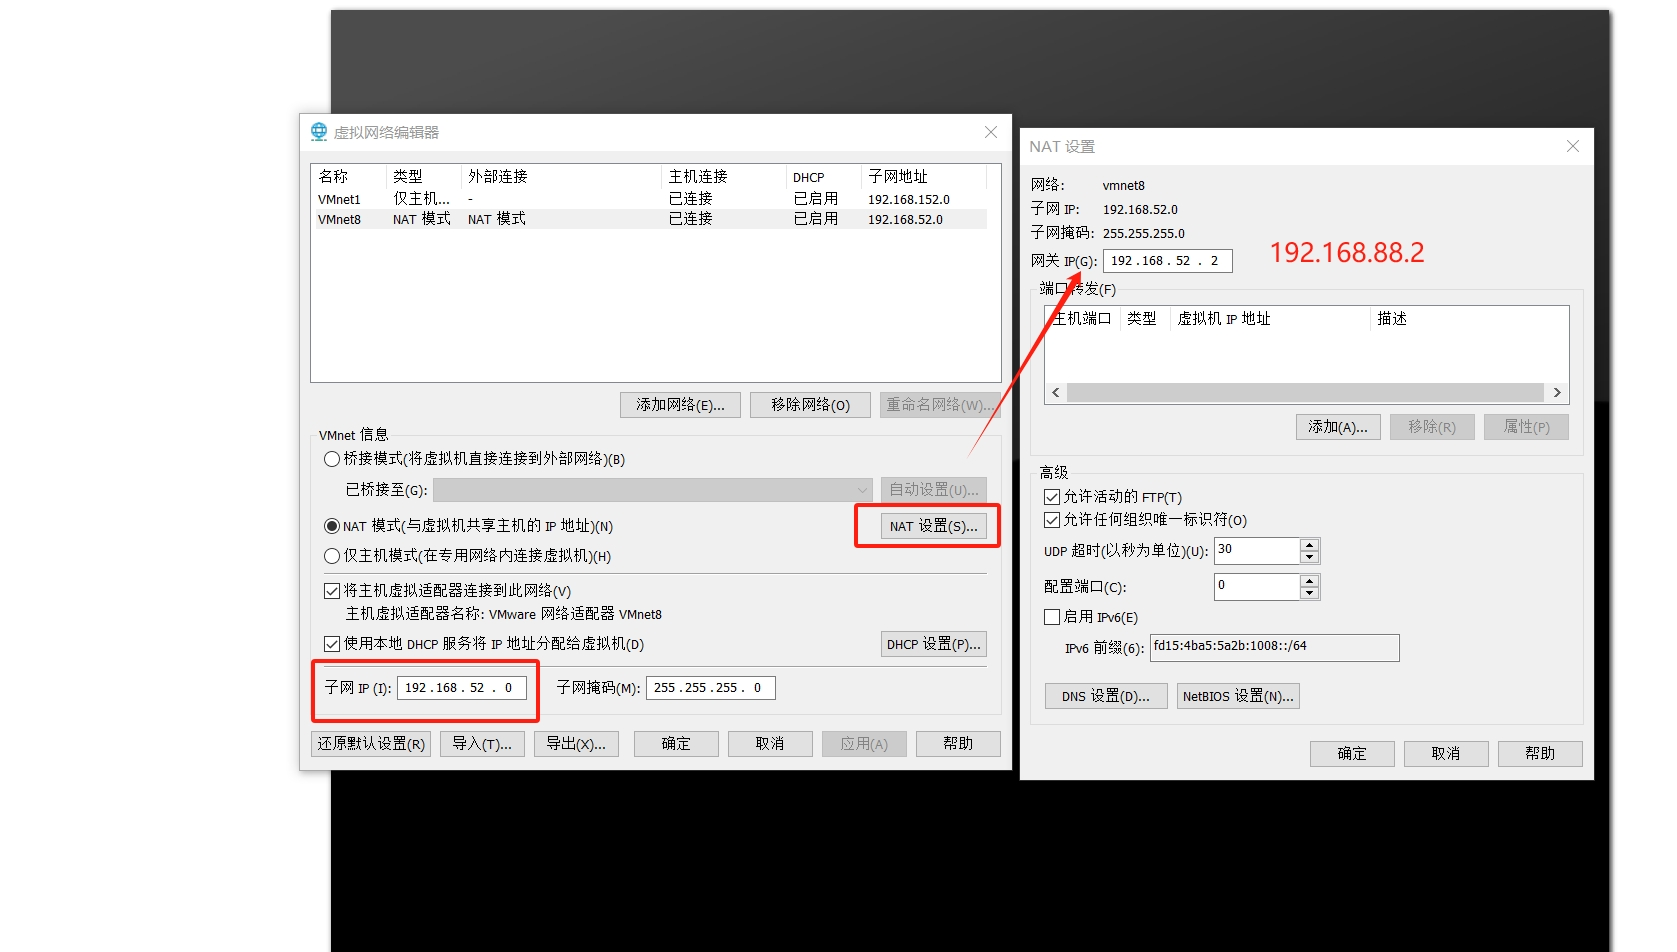 虚拟网络编辑器
名称 类型 外部连接 主机连接 DHCP 子网地址
VMnet1 仅主机... - 已连接 已启用 192.168.152.0
VMnet8 NAT 模式 NAT 模式 已连接 已启用 192.168.52.0
添加网络(E)... 移除网络(O) 重命名网络(W)...
VMnet 信息
桥接模式(将虚拟机直接连接到外部网络)(B)
已桥接至(G): 自动设置(U)...
NAT 模式(与虚拟机共享主机的 IP 地址)(N) NAT 设置(S)...
仅主机模式(在专用网络内连接虚拟机)(H)
将主机虚拟适配器连接到此网络(V)
主机虚拟适配器名称: VMware 网络适配器 VMnet8
使用本地 DHCP 服务将 IP 地址分配给虚拟机(D) DHCP 设置(P)...
子网 IP (I): 192.168.52.0 子网掩码(M): 255.255.255.0
还原默认设置(R) 导入(T)... 导出(X)... 确定 取消 应用(A) 帮助
NAT 设置
网络: vmnet8
子网 IP: 192.168.52.0
子网掩码: 255.255.255.0
网关 IP(G): 192.168.52.2
192.168.88.2
端口转发(F)
主机端口 类型 虚拟机 IP 地址 描述
添加(A)... 移除(R) 属性(P)
高级
允许活动的 FTP(T)
允许任何组织唯一标识符(O)
UDP 超时(以秒为单位)(U): 30
配置端口(C): 0
启用 IPv6(E)
IPv6 前缀(6): fd15:4ba5:5a2b:1008::/64
DNS 设置(D)... NetBIOS 设置(N)...
确定 取消 帮助